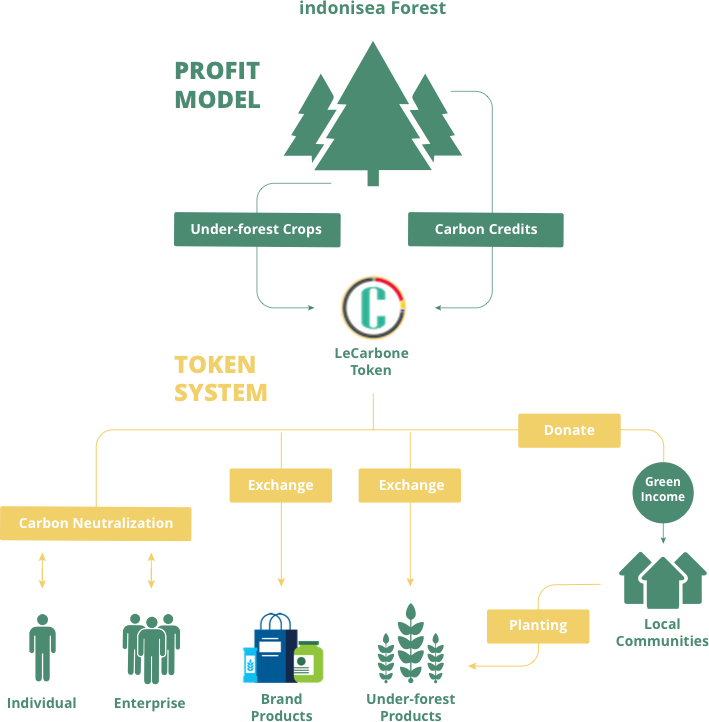 indonisea Forest
PROFIT
MODEL
Under-forest Crops
Carbon Credits
C
LeCarbone
Token
TOKEN
SYSTEM
Donate
Exchange
Exchange
Green
Income
Carbon Neutralization
Planting
Local
Communities
Individual
Enterprise
Brand
Products
Under-forest
Products